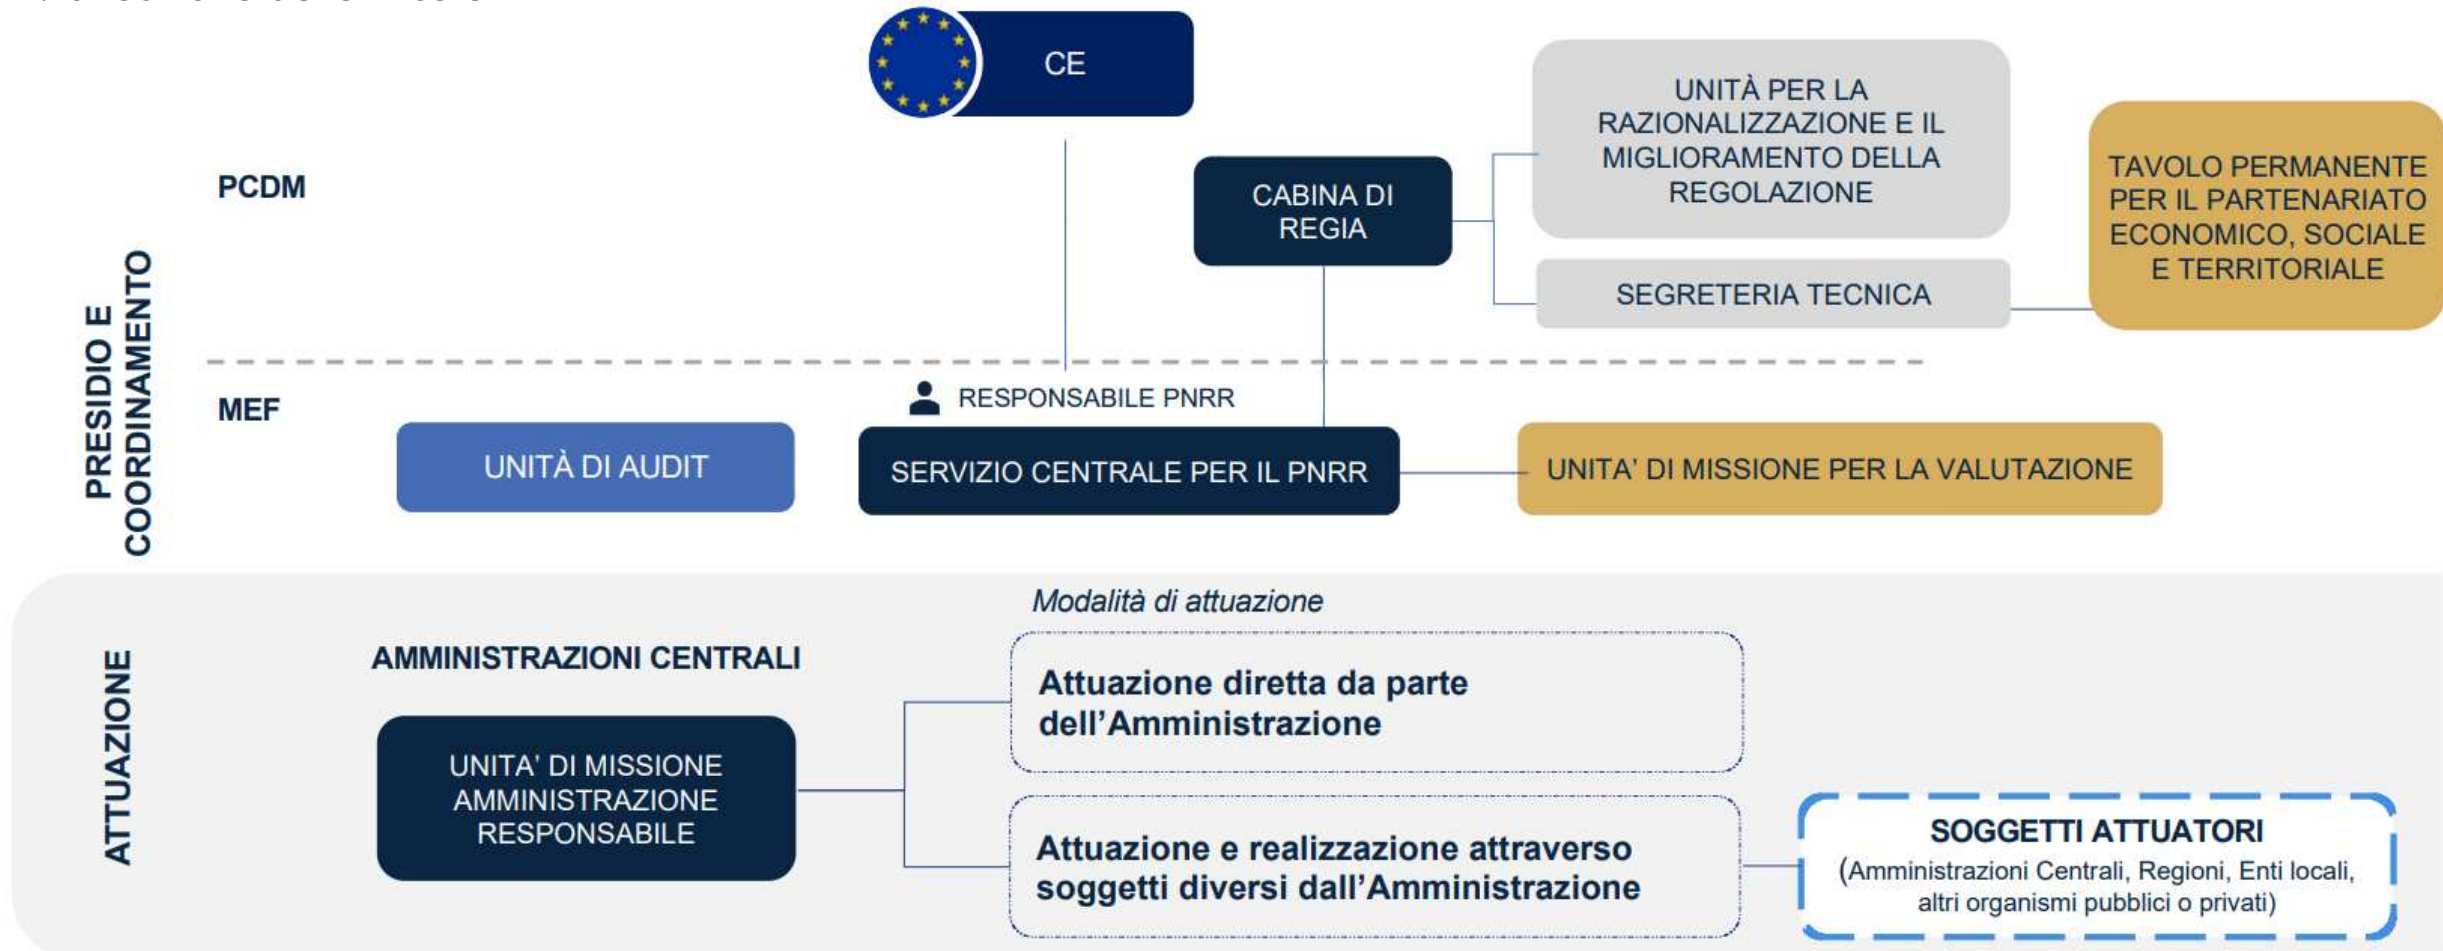 CE
UNITÀ PER LA
RAZIONALIZZAZIONE E IL
MIGLIORAMENTO DELLA
REGOLAZIONE
PCDM
CABINA DI
REGIA
TAVOLO PERMANENTE
PER IL PARTENARIATO
ECONOMICO, SOCIALE
E TERRITORIALE
SEGRETERIA TECNICA
PRESIDIO E
COORDINAMENTO
MEF
RESPONSABILE PNRR
UNITÀ DI AUDIT
SERVIZIO CENTRALE PER IL PNRR
UNITA' DI MISSIONE PER LA VALUTAZIONE
ATTUAZIONE
AMMINISTRAZIONI CENTRALI
UNITA' DI MISSIONE
AMMINISTRAZIONE
RESPONSABILE
Modalità di attuazione
Attuazione diretta da parte
dell'Amministrazione
Attuazione e realizzazione attraverso
soggetti diversi dall'Amministrazione
SOGGETTI ATTUATORI
(Amministrazioni Centrali, Regioni, Enti locali,
altri organismi pubblici o privati)